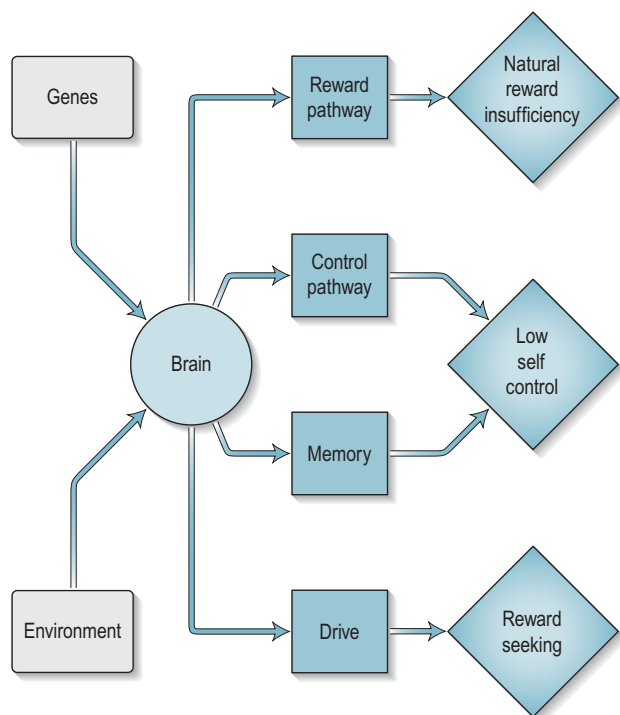 Genes
Reward
pathway
Natural
reward
insufficiency
Control
pathway
Brain
Low
self
control
Memory
Environment
Drive
Reward
seeking